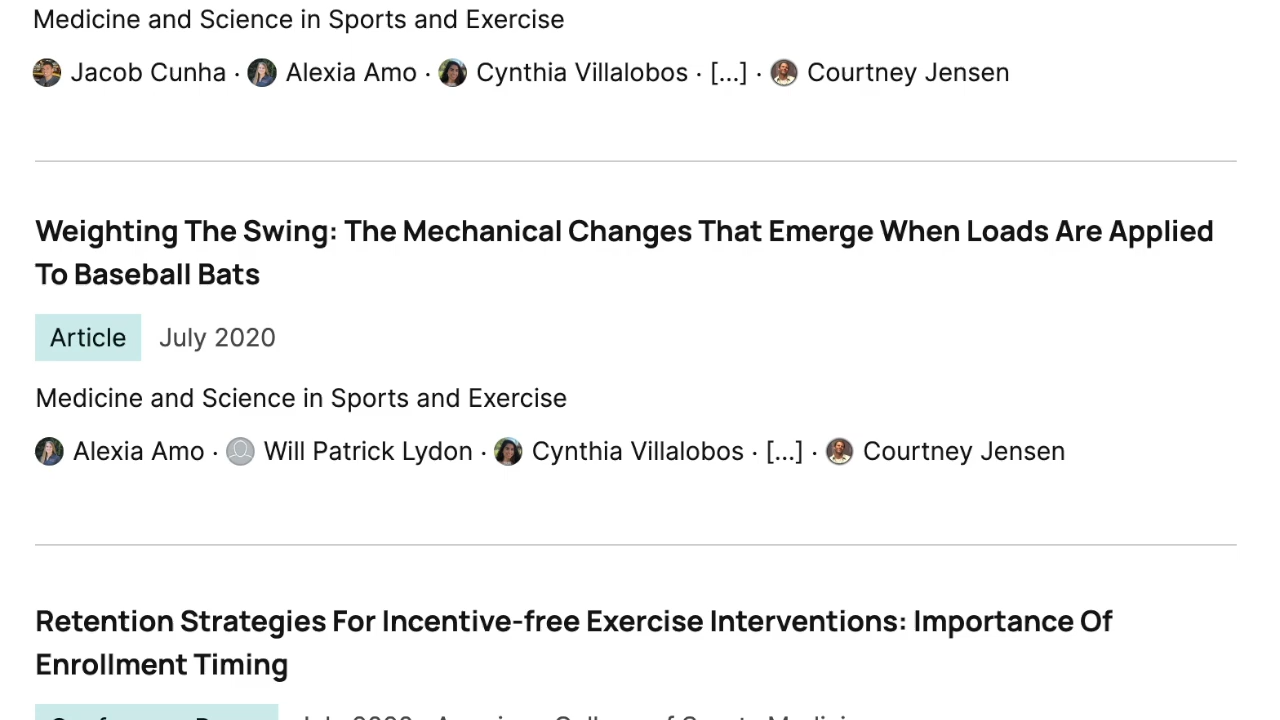 Medicine and Science in Sports and Exercise
Jacob Cunha · Alexia Amo · Cynthia Villalobos · [...] · Courtney Jensen
Weighting The Swing: The Mechanical Changes That Emerge When Loads Are Applied
To Baseball Bats
Article July 2020
Medicine and Science in Sports and Exercise
Alexia Amo · Will Patrick Lydon · Cynthia Villalobos · [...] · Courtney Jensen
Retention Strategies For Incentive-free Exercise Interventions: Importance Of
Enrollment Timing